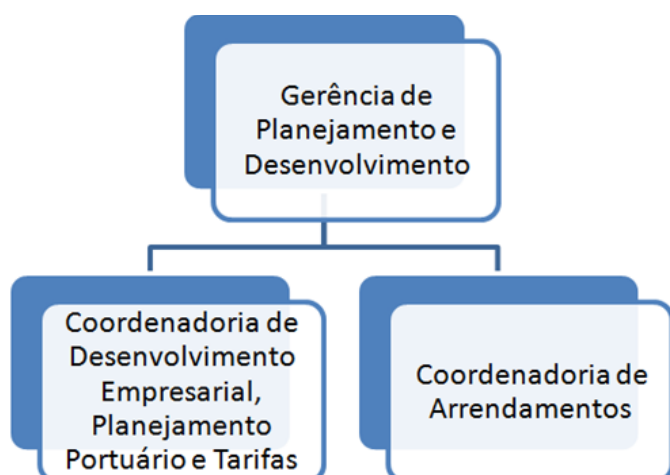 Gerência de
Planejamento e
Desenvolvimento
Coordenadoria de
Desenvolvimento
Empresarial,
Planejamento
Portuário e Tarifas
Coordenadoria de
Arrendamentos